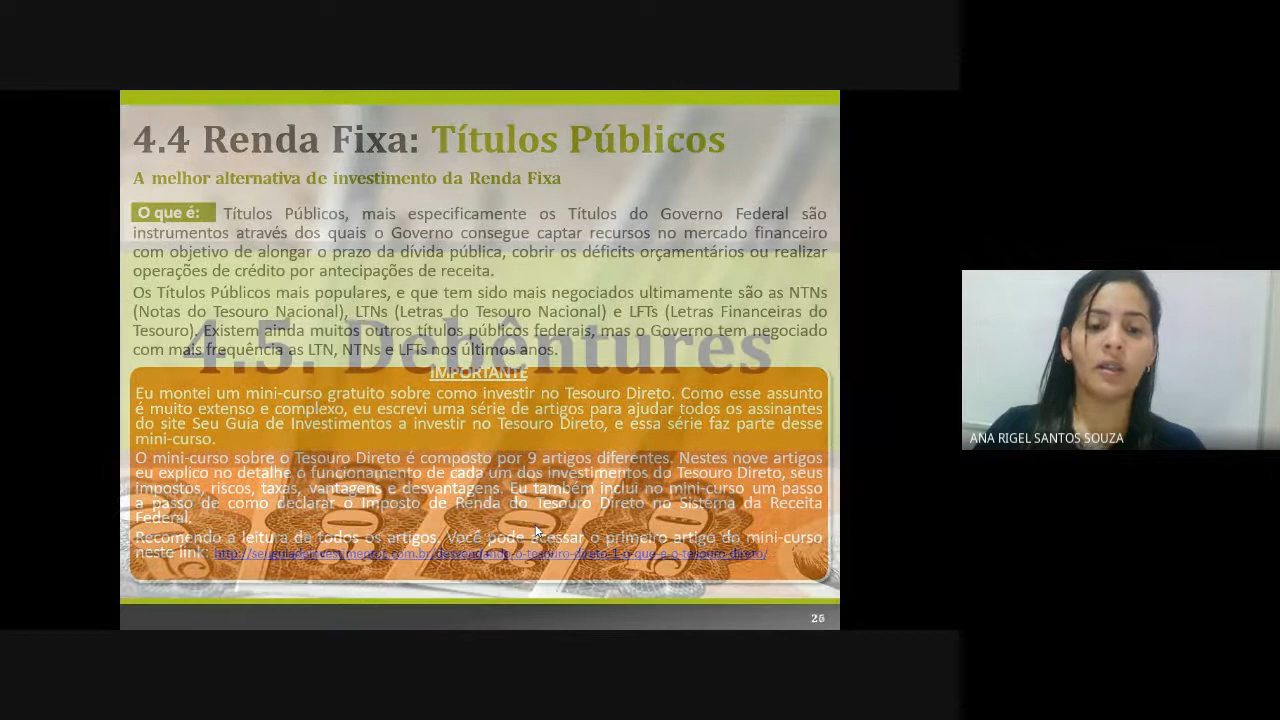 4.4 Renda Fixa: Títulos Públicos
A melhor alternativa de investimento da Renda Fixa
O que é: Títulos Públicos, mais especificamente os Títulos do Governo Federal são
instrumentos através dos quais o Governo consegue captar recursos no mercado financeiro
com objetivo de alongar o prazo da dívida pública, cobrir os déficits orçamentários ou realizar
operações de crédito por antecipações de receita.
Os Títulos Públicos mais populares, e que tem sido mais negociados ultimamente são as NTNs
(Notas do Tesouro Nacional), LTNs (Letras do Tesouro Nacional) e LFTs (Letras Financeiras do
Tesouro). Existem ainda muitos outros títulos públicos federais, mas o Governo tem negociado
com mais frequência as LTN, NTNs e LFTs nos últimos anos.
4.5. Debêntures
IMPORTANTE
Eu montei um mini-curso gratuito sobre como investir no Tesouro Direto. Como esse assunto
é muito extenso e complexo, eu escrevi uma série de artigos para ajudar todos os assinantes
do site Seu Guia de Investimentos a investir no Tesouro Direto, e essa série faz parte desse
mini-curso.
O mini-curso sobre o Tesouro Direto é composto por 9 artigos diferentes. Nestes nove artigos
eu explico no detalhe o funcionamento de cada um dos investimentos do Tesouro Direto, seus
impostos, riscos, taxas, vantagens e desvantagens. Eu também inclui no mini-curso um passo
a passo de como declarar o Imposto de Renda do Tesouro Direto no Sistema da Receita
Federal.
Recomendo a leitura de todos os artigos. Você pode acessar o primeiro artigo do mini-curso
neste link: http://seuguiadeinvestimentos.com.br/desvendando-o-tesouro-direto-1-o-que-e-o-tesouro-direto/
ANA RIGEL SANTOS SOUZA